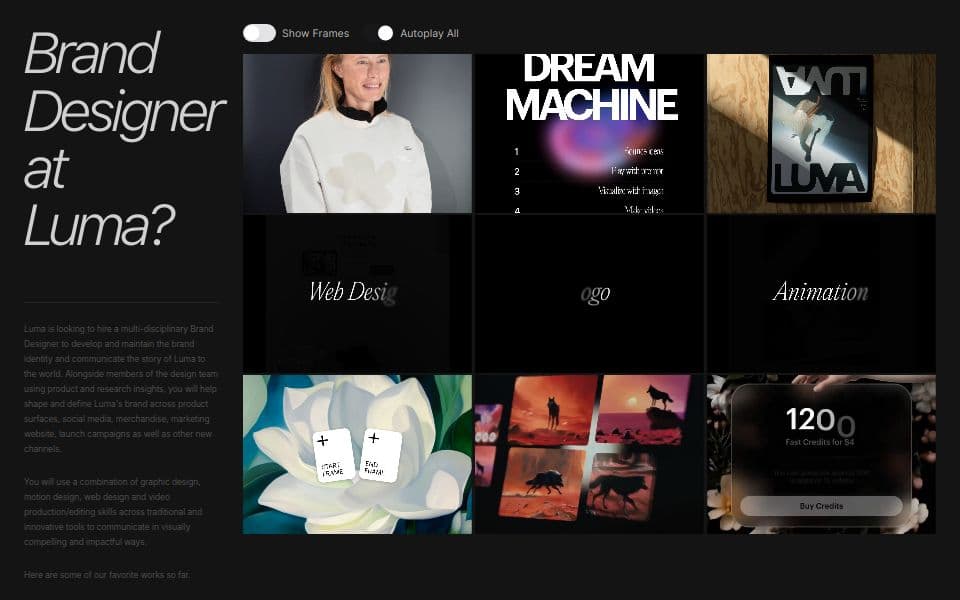 Brand
Designer
at
Luma?
Luma is looking to hire a multi-disciplinary Brand
Designer to develop and maintain the brand
identity and communicate the story of Luma to
the world. Alongside members of the design team
using product and research insights, you will help
shape and define Luma's brand across product
surfaces, social media, merchandise, marketing
website, launch campaigns as well as other new
channels.
You will use a combination of graphic design,
motion design, web design and video
production/editing skills across traditional and
innovative tools to communicate in visually
compelling and impactful ways.
Here are some of our favorite works so far.
Show Frames
Autoplay All
DREAM
MACHINE
1 Bounce ideas
2 Play with prompt
3 Visualize with images
4 Make videos
LUMA
LUMA
Web Desig
ogo
Animation
START
FRAME
END
FRAME
1200
Fast Credits for $4
Buy Credits